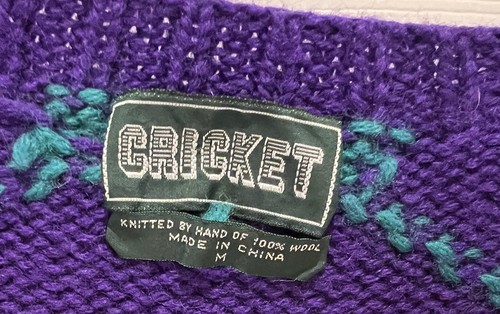 CRICKET
KNITTED BY HAND OF 100% WOOL
MADE IN CHINA
M